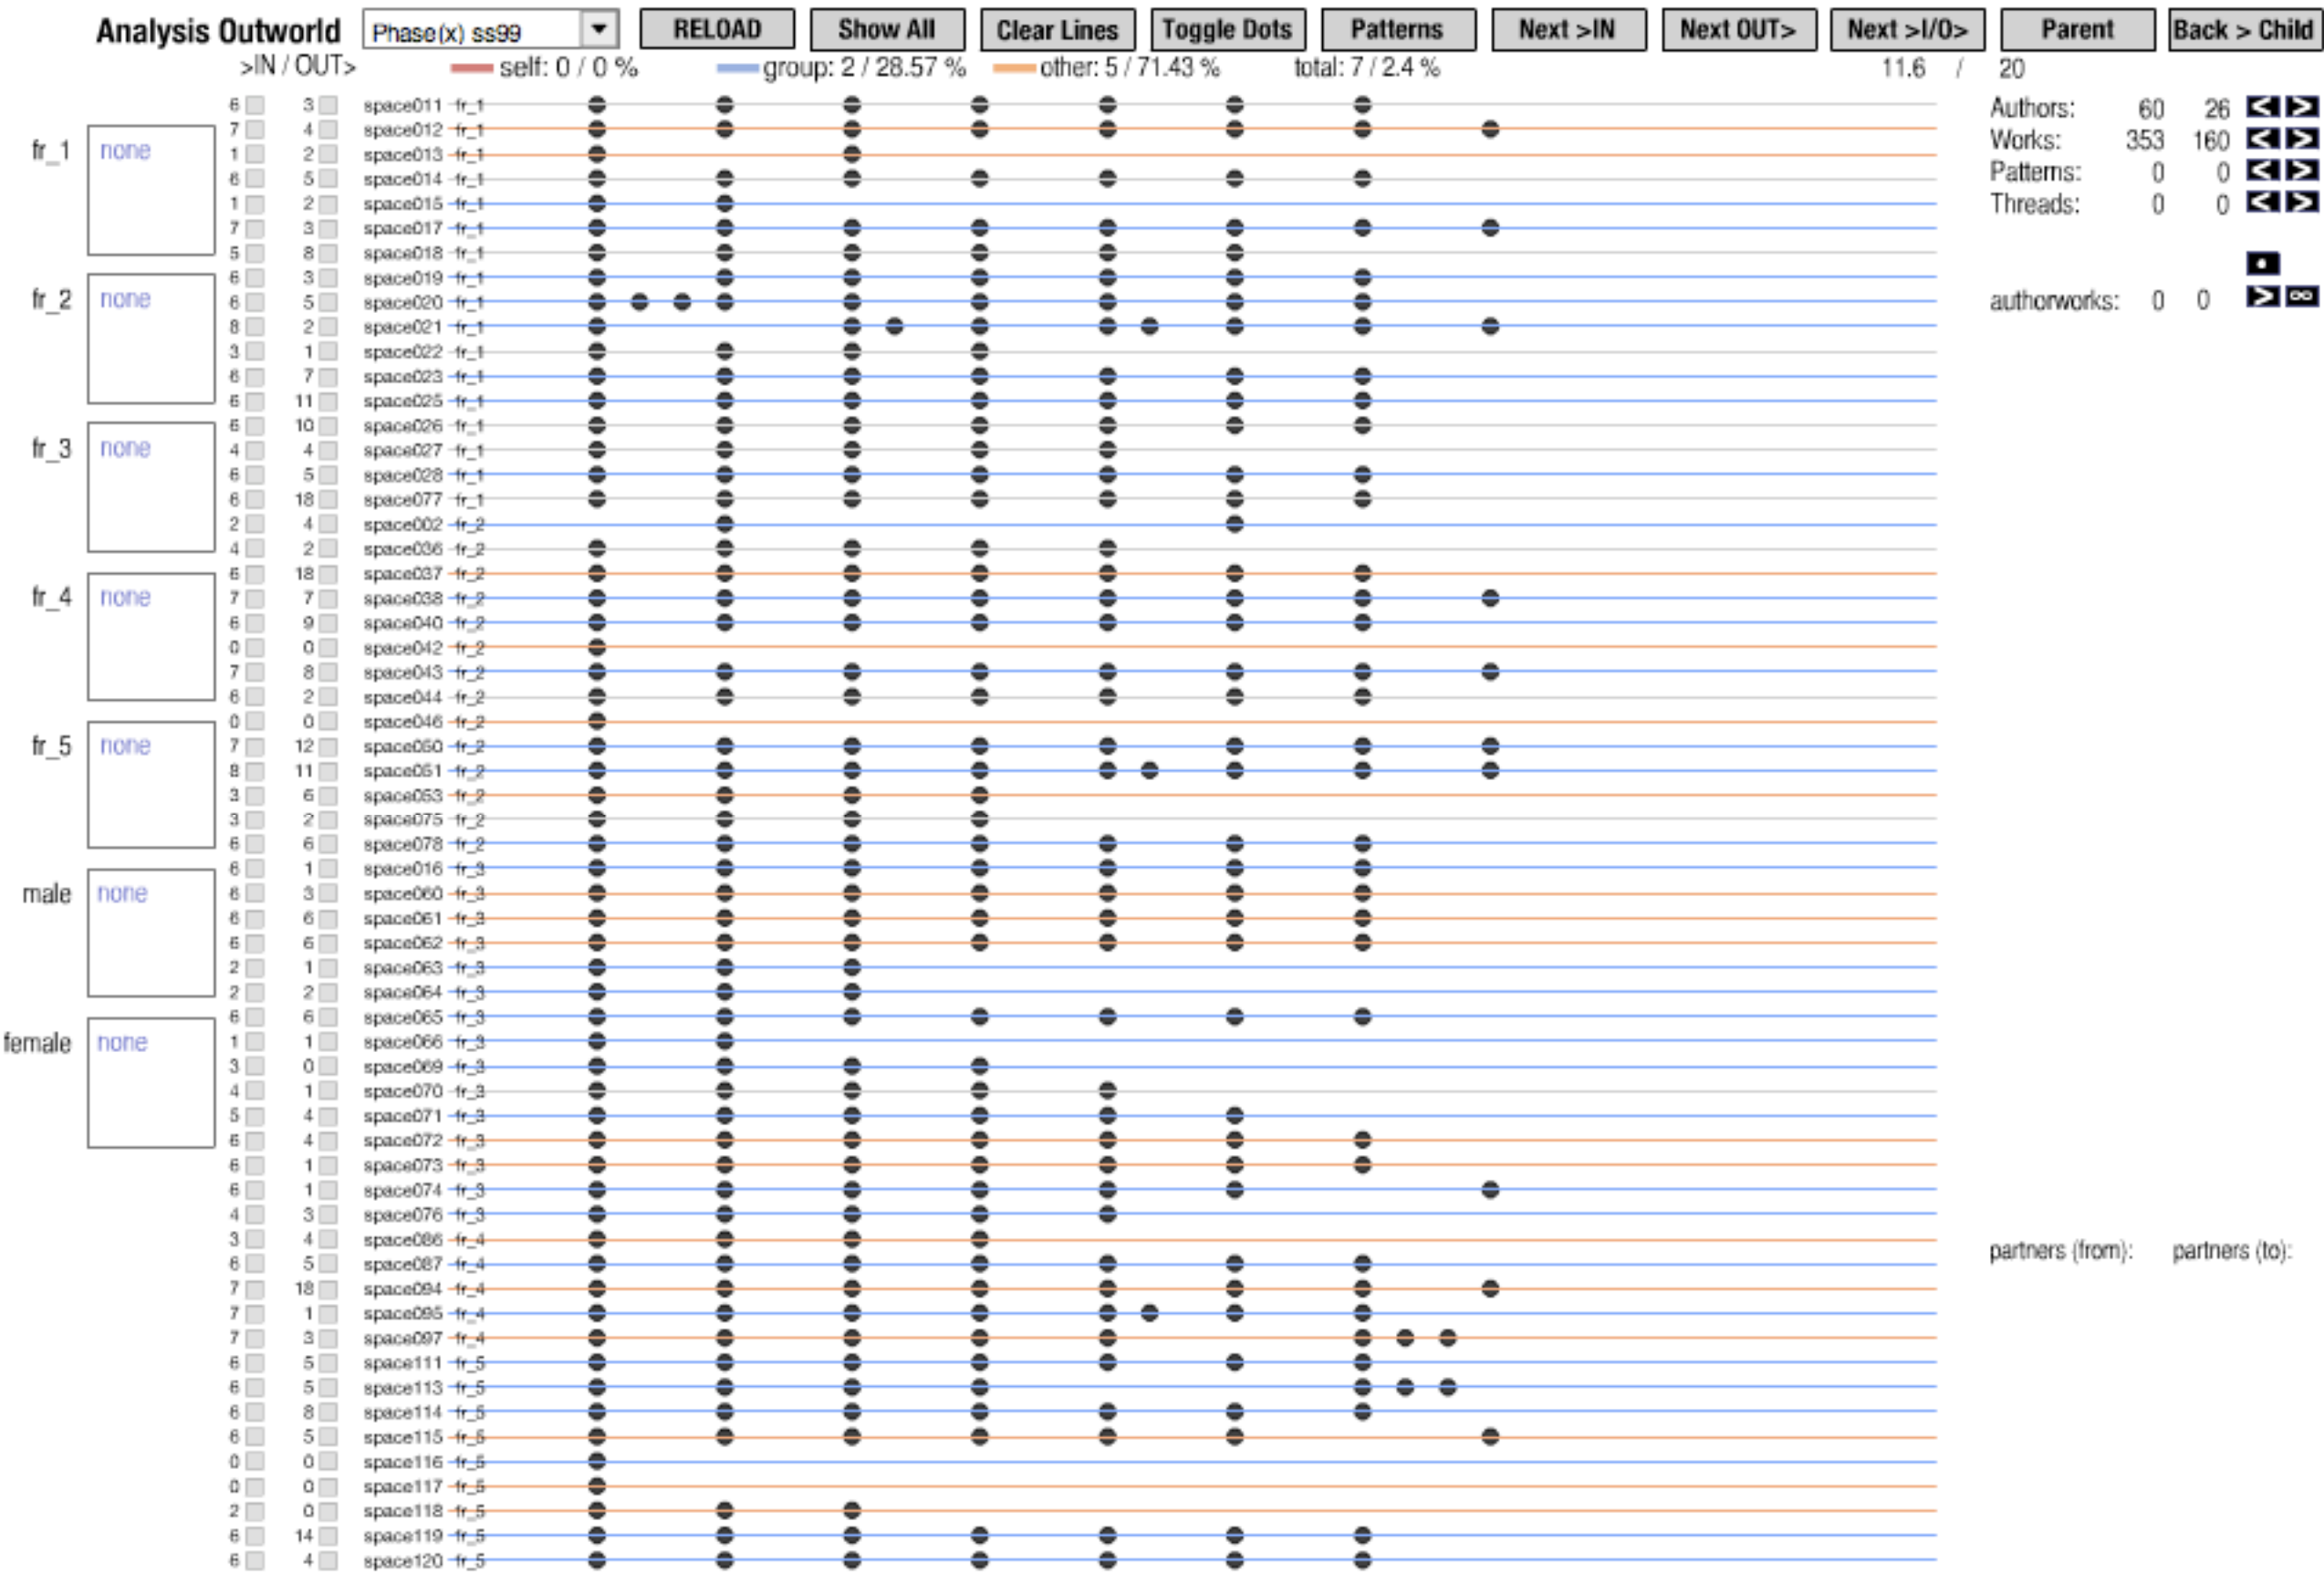 Analysis Outworld Phase(x) ss99 RELOAD Show All Clear Lines Toggle Dots Patterns Next >IN Next OUT> Next >I/O> Parent Back > Child
>IN / OUT> self: 0 / 0 % group: 2 / 28.57 % other: 5 / 71.43 % total: 7 / 2.4 % 11.6 / 20
Authors: 60 26 < >
Works: 353 160 < >
Patterns: 0 0 < >
Threads: 0 0 < >
authorworks: 0 0 > ∞
partners (from): partners (to):
fr_1 none
fr_2 none
fr_3 none
fr_4 none
fr_5 none
male none
female none
6 3 space011 fr_1
7 4 space012 fr_1
1 2 space013 fr_1
6 5 space014 fr_1
1 2 space015 fr_1
7 3 space017 fr_1
5 8 space018 fr_1
6 3 space019 fr_1
6 5 space020 fr_1
8 2 space021 fr_1
3 1 space022 fr_1
6 7 space023 fr_1
6 11 space025 fr_1
6 10 space026 fr_1
4 4 space027 fr_1
6 5 space028 fr_1
6 18 space077 fr_1
2 4 space002 fr_2
4 2 space036 fr_2
6 18 space037 fr_2
7 7 space038 fr_2
6 9 space040 fr_2
0 0 space042 fr_2
7 8 space043 fr_2
6 2 space044 fr_2
0 0 space046 fr_2
7 12 space050 fr_2
8 11 space051 fr_2
3 6 space053 fr_2
3 2 space075 fr_2
6 6 space078 fr_2
6 1 space016 fr_3
6 3 space060 fr_3
6 6 space061 fr_3
6 6 space062 fr_3
2 1 space063 fr_3
2 2 space064 fr_3
6 6 space065 fr_3
1 1 space066 fr_3
3 0 space069 fr_3
4 1 space070 fr_3
5 4 space071 fr_3
6 4 space072 fr_3
6 1 space073 fr_3
6 1 space074 fr_3
4 3 space076 fr_3
3 4 space086 fr_4
6 5 space087 fr_4
7 18 space094 fr_4
7 1 space095 fr_4
7 3 space097 fr_4
6 5 space111 fr_5
6 5 space113 fr_5
6 8 space114 fr_5
6 5 space115 fr_5
0 0 space116 fr_5
0 0 space117 fr_5
2 0 space118 fr_5
6 14 space119 fr_5
6 4 space120 fr_5